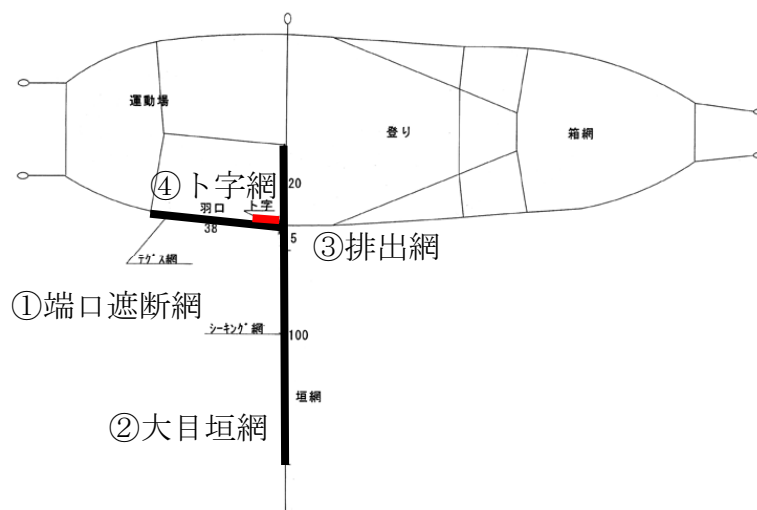 運動場
登り
箱網
④ト字網
20
羽口
ト字
38
5
③排出網
テグス網
①端口遮断網
シーキング網
100
垣網
②大目垣網